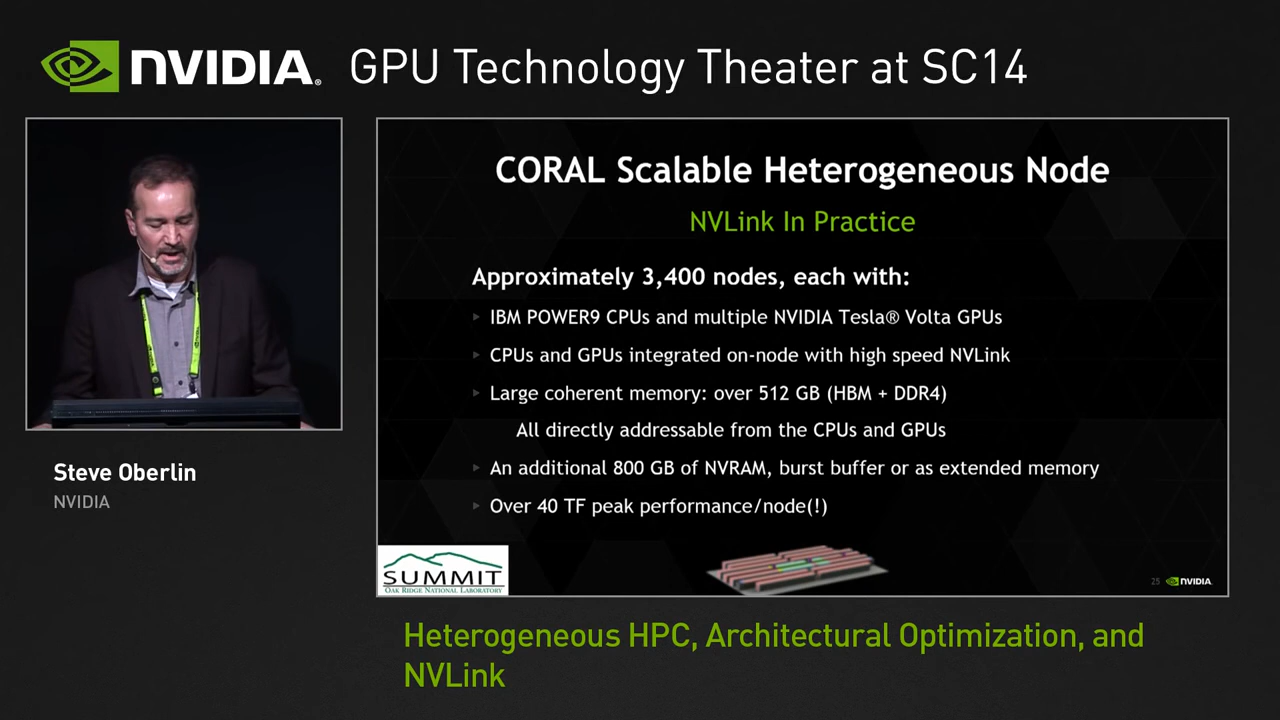 NVIDIA. GPU Technology Theater at SC14
CORAL Scalable Heterogeneous Node
NVLink In Practice
Approximately 3,400 nodes, each with:
IBM POWER9 CPUs and multiple NVIDIA Tesla® Volta GPUs
CPUs and GPUs integrated on-node with high speed NVLink
Large coherent memory: over 512 GB (HBM + DDR4)
All directly addressable from the CPUs and GPUs
An additional 800 GB of NVRAM, burst buffer or as extended memory
Over 40 TF peak performance/node(!)
SUMMIT
OAK RIDGE NATIONAL LABORATORY
25 NVIDIA.
Steve Oberlin
NVIDIA
Heterogeneous HPC, Architectural Optimization, and
NVLink